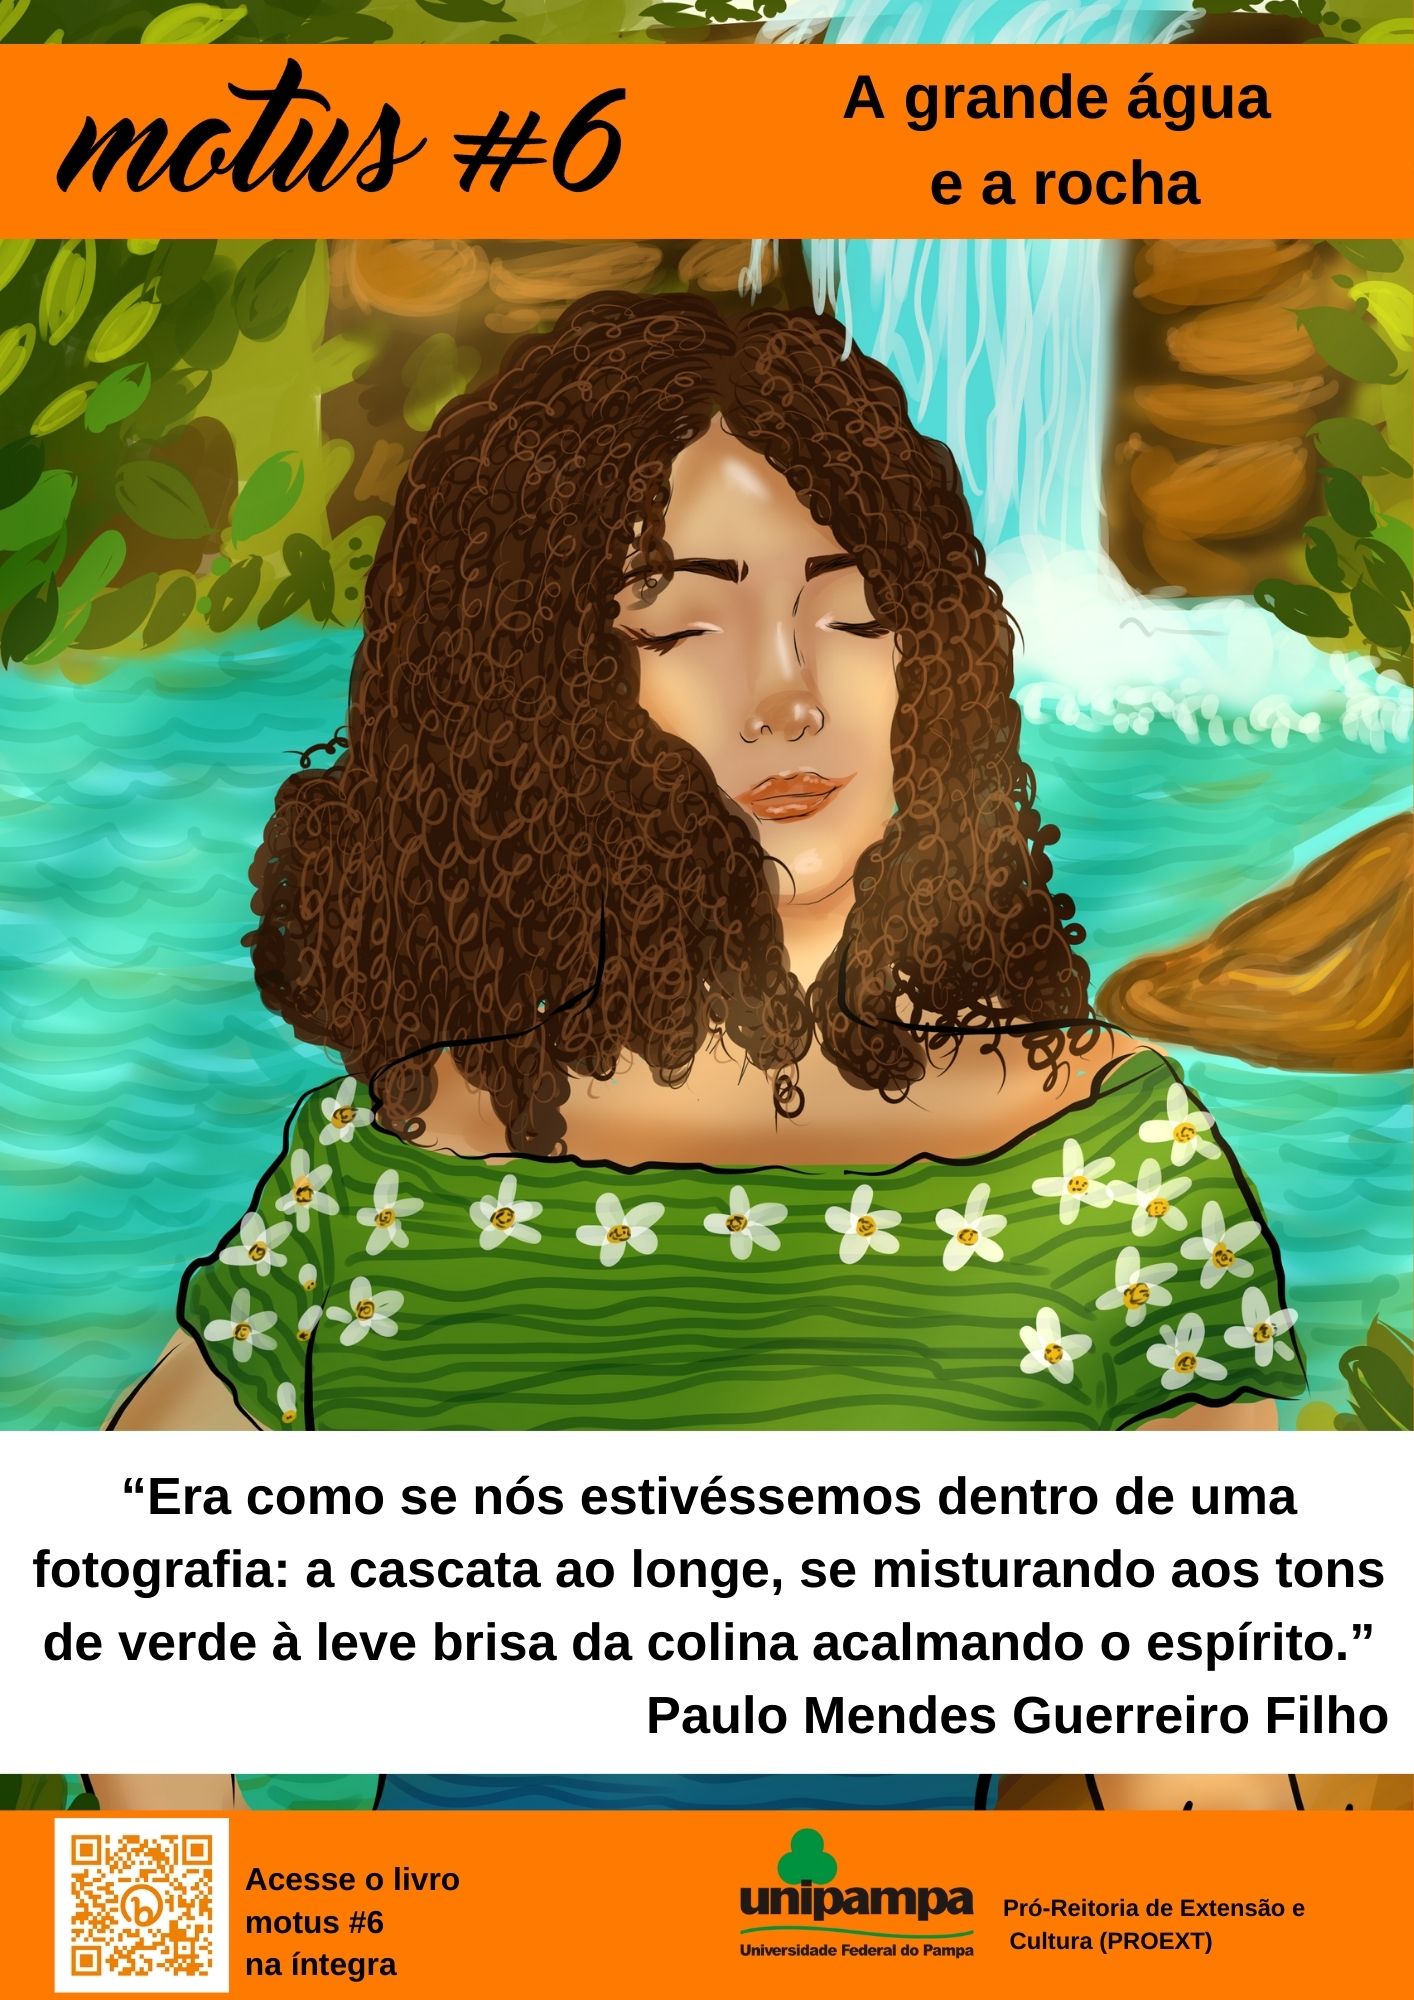 motus #6
A grande água
e a rocha
“Era como se nós estivéssemos dentro de uma
fotografia: a cascata ao longe, se misturando aos tons
de verde à leve brisa da colina acalmando o espírito.”
Paulo Mendes Guerreiro Filho
Acesse o livro
motus #6
na íntegra
unipampa
Universidade Federal do Pampa
Pró-Reitoria de Extensão e
Cultura (PROEXT)